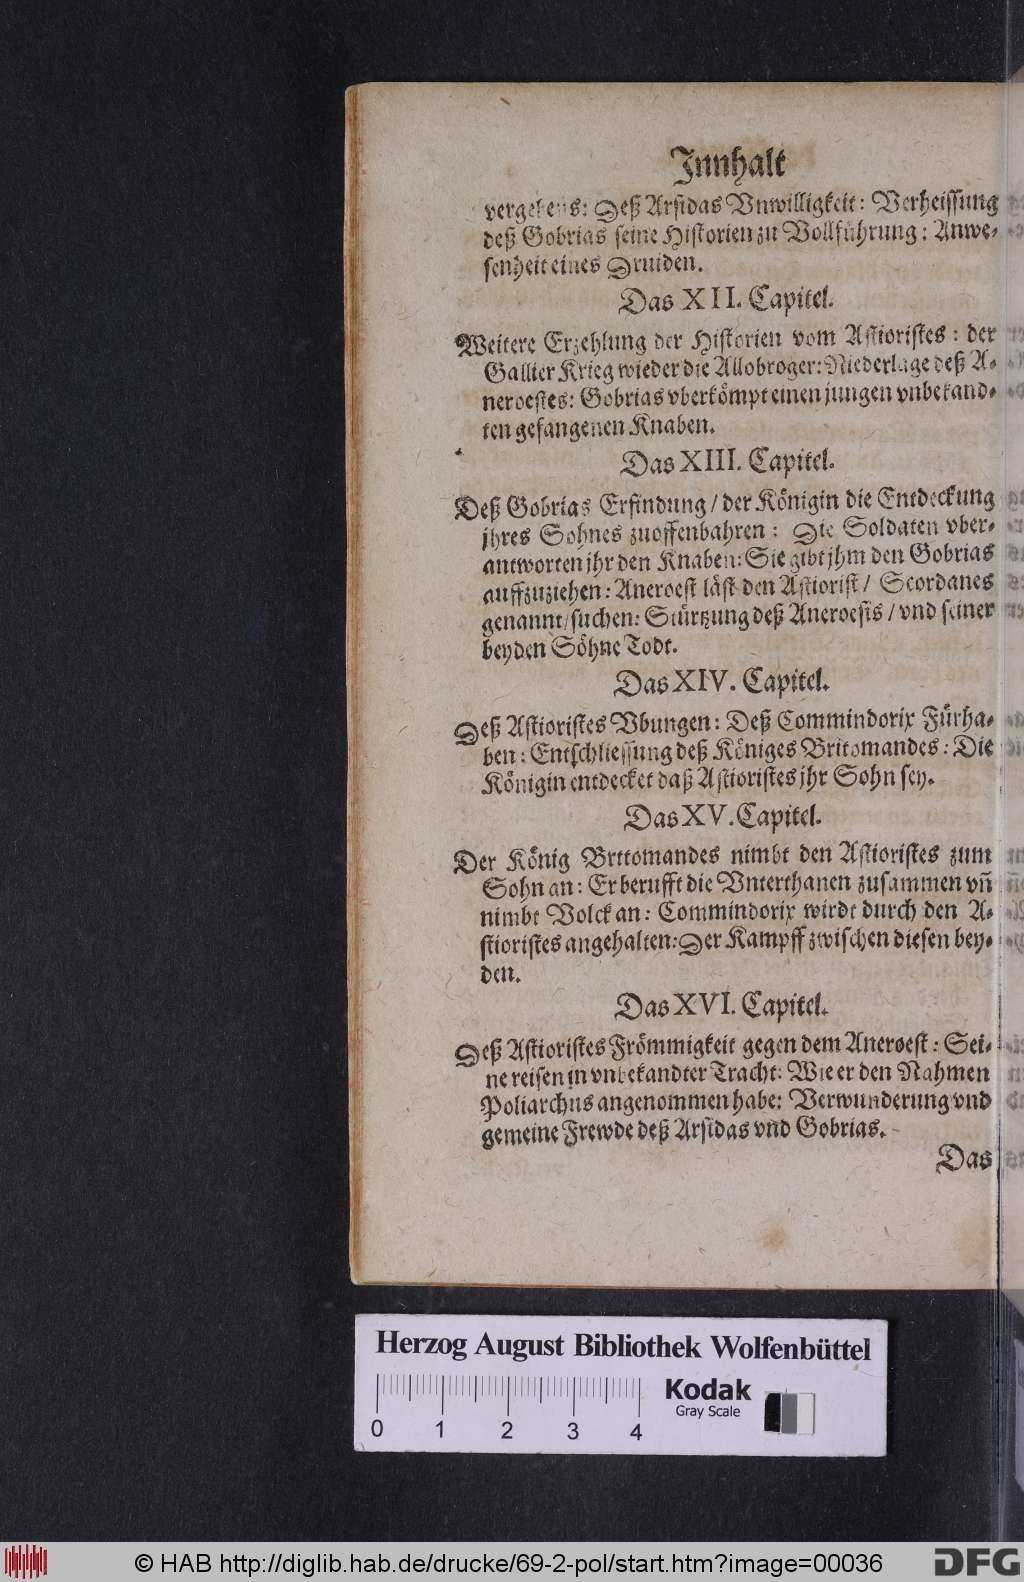 Innhalt
vergebens: Deß Arsidas Vnwilligkeit: Verheissung
deß Gobrias seine Historien zu Vollführung: Anwe-
senheit eines Druiden.
Das XII. Capitel.
Weitere Erzehlung der Historien vom Astioristes: der
Gallier Krieg wieder die Allobroger: Niederlage deß A-
neroestes: Gobrias vberkömpt einen jungen vnbekand-
ten gefangenen Knaben.
Das XIII. Capitel.
Deß Gobrias Erfindung / der Königin die Entdeckung
jhres Sohnes zuoffenbahren: Die Soldaten vber-
antworten jhr den Knaben: Sie gibt jhm den Gobrias
auffzuziehen: Aneroest läst den Astiorist / Scordanes
genannt / suchen: Stürtzung deß Aneroests / vnd seiner
beyden Söhne Todt.
Das XIV. Capitel.
Deß Astioristes Vbungen: Deß Commindorix Fürha-
ben: Entschliessung deß Königes Britomandes: Die
Königin entdecket daß Astioristes jhr Sohn sey.
Das XV. Capitel.
Der König Brttomandes nimbt den Astioristes zum
Sohn an: Er berufft die Vnterthanen zusammen vñ
nimbt Volck an: Commindorix wirdt durch den A-
stioristes angehalten: Der Kampff zwischen diesen bey-
den.
Das XVI. Capitel.
Deß Astioristes Frömmigkeit gegen dem Aneroest: Sei-
ne reisen in vnbekandter Tracht: Wie er den Nahmen
Poliarchus angenommen habe: Verwunderung vnd
gemeine Frewde deß Arsidas vnd Gobrias.
Das
Herzog August Bibliothek Wolfenbüttel
Kodak
Gray Scale
0 1 2 3 4
© HAB http://diglib.hab.de/drucke/69-2-pol/start.htm?image=00036
DFG